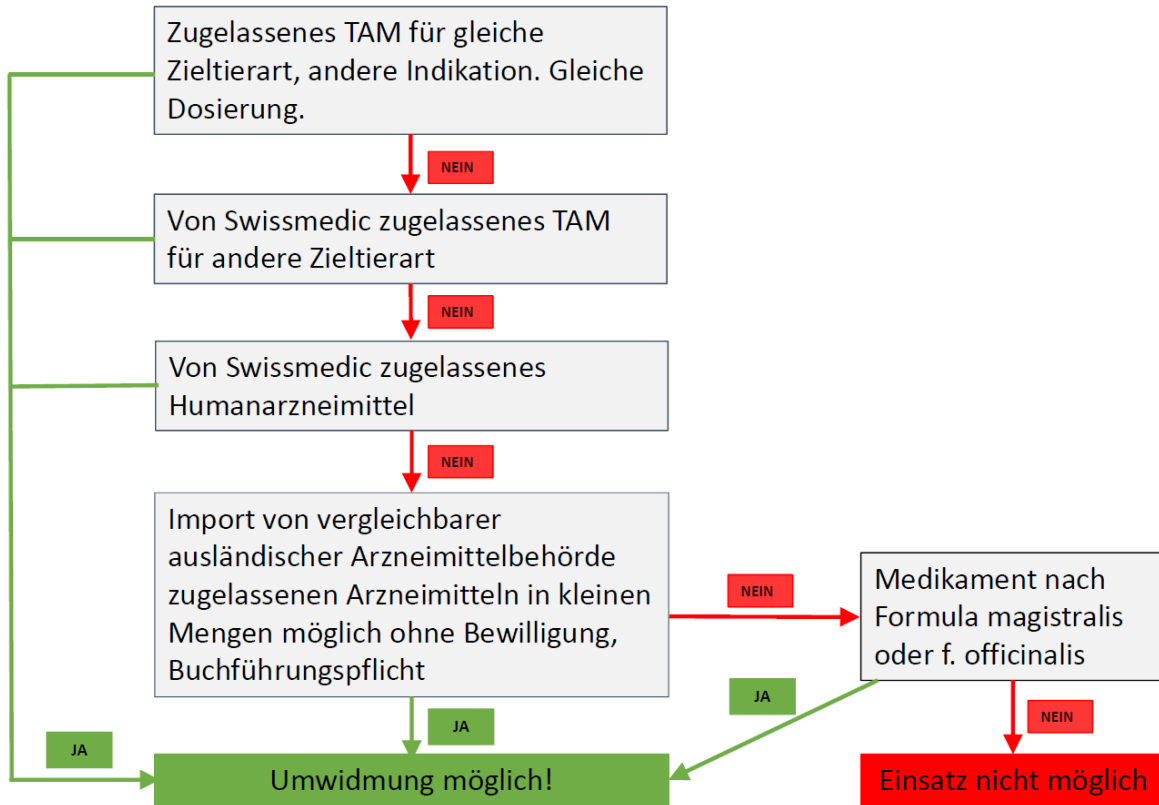 Zugelassenes TAM für gleiche
Zieltierart, andere Indikation. Gleiche
Dosierung.
NEIN
Von Swissmedic zugelassenes TAM
für andere Zieltierart
NEIN
Von Swissmedic zugelassenes
Humanarzneimittel
NEIN
Import von vergleichbarer
ausländischer Arzneimittelbehörde
zugelassenen Arzneimitteln in kleinen
Mengen möglich ohne Bewilligung,
Buchführungspflicht
NEIN
Medikament nach
Formula magistralis
oder f. officinalis
JA
JA
JA
NEIN
Umwidmung möglich!
Einsatz nicht möglich